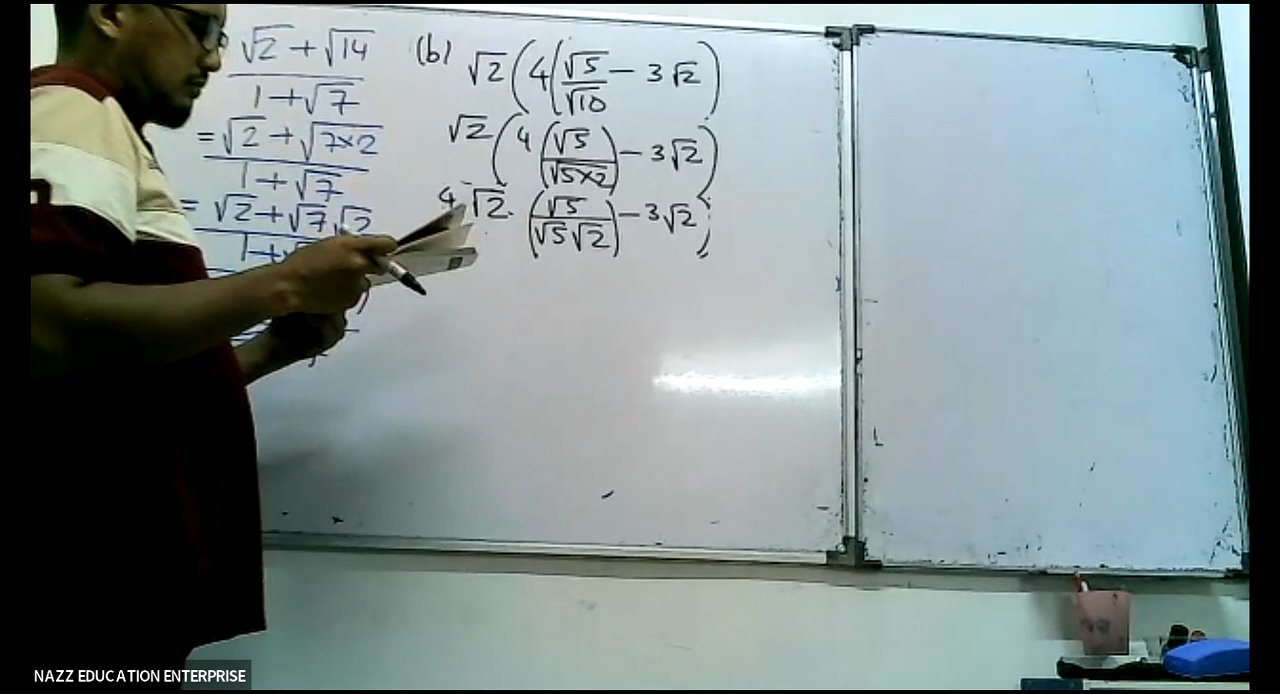 √2 + √14
1 + √7
= √2 + √7×2
1 + √7
= √2 + √7 √2
1 + √
(b) √2 (4(√5/√10 − 3√2)
√2 (4 (√5/√5×2) − 3√2)
4 √2 . (√5/√5√2) − 3√2)
NAZZ EDUCATION ENTERPRISE